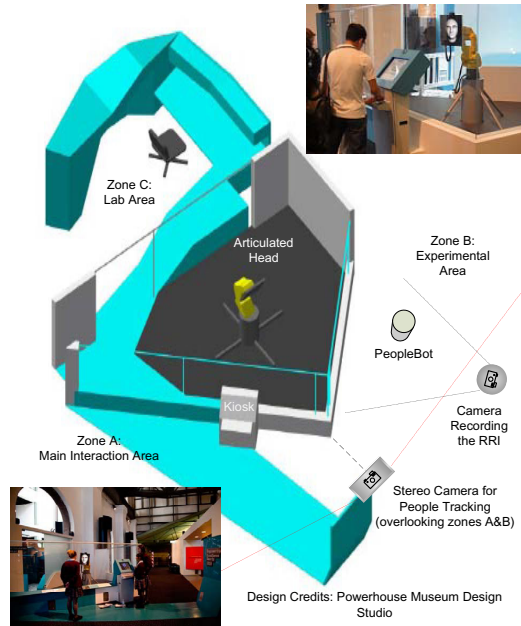 Zone C:
Lab Area
Articulated
Head
Zone B:
Experimental
Area
PeopleBot
Kiosk
Camera
Recording
the RRI
Zone A:
Main Interaction Area
Stereo Camera for
People Tracking
(overlooking zones A&B)
Design Credits: Powerhouse Museum Design
Studio